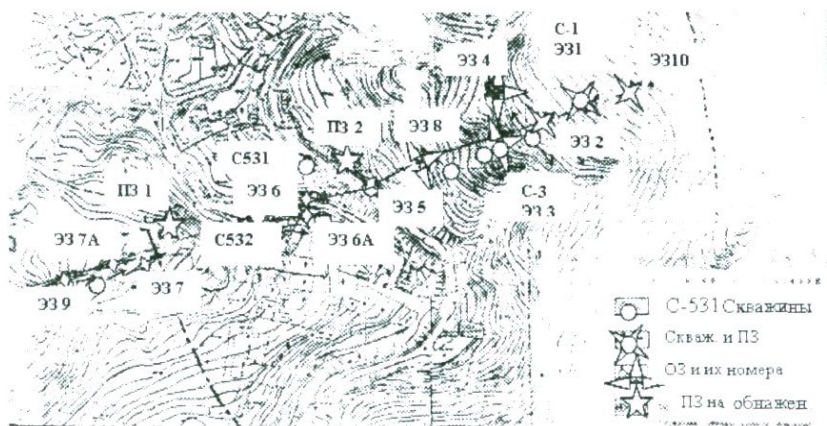 С-1
ЭЗ1
ЭЗ 4
ЭЗ10
ПЗ 2
ЭЗ 8
ЭЗ 2
С531
ПЗ 1
ЭЗ 6
С-3
ЭЗ 3
ЭЗ 5
ЭЗ 7А
С532
ЭЗ 6А
ЭЗ 9
ЭЗ 7
С-531 Скважины
Скваж и ПЗ
ОЗ и их номера
ПЗ на обнажен